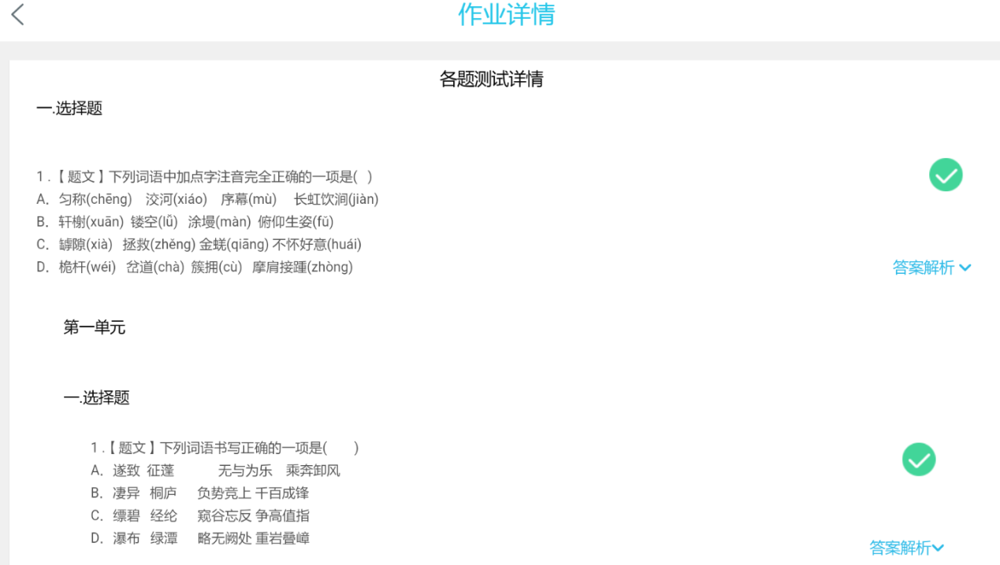 作业详情
各题测试详情
一.选择题
1 .【 题文 】下列词语中加点字注音完全正确的一项是( )
A. 匀称(chēng) 洨河(xiáo) 序幕(mù) 长虹饮涧(jiàn)
B. 轩榭(xuān) 镂空(lǚ) 涂墁(màn) 俯仰生姿(fǔ)
C. 罅隙(xià) 拯救(zhěng) 金蜣(qiāng) 不怀好意(huái)
D. 桅杆(wéi) 岔道(chà) 簇拥(cù) 摩肩接踵(zhòng)
答案解析
第一单元
一.选择题
1 .【 题文 】下列词语书写正确的一项是( )
A. 遂致 征蓬 无与为乐 乘奔卸风
B. 凄异 桐庐 负势竞上 千百成锋
C. 缥碧 经纶 窥谷忘反 争高值指
D. 瀑布 绿潭 略无阙处 重岩叠嶂
答案解析